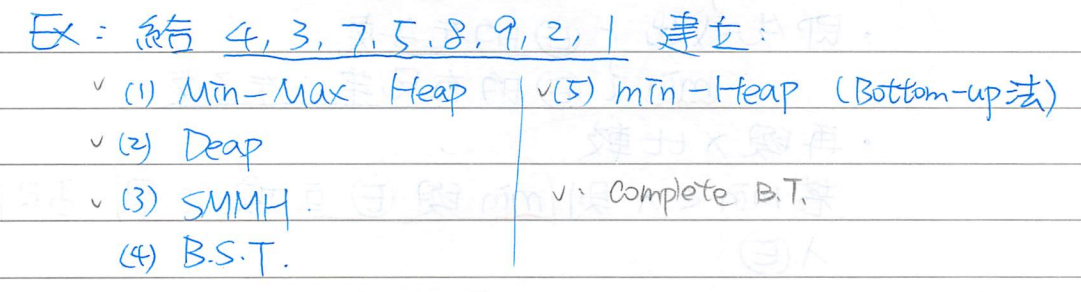 Ex：給 4, 3, 7, 5, 8, 9, 2, 1 建立：
✓ (1) Min-Max Heap
✓ (2) Deap
✓ (3) SMMH.
(4) B.S.T.
✓ (5) min-Heap (Bottom-up法)
✓: Complete B.T.